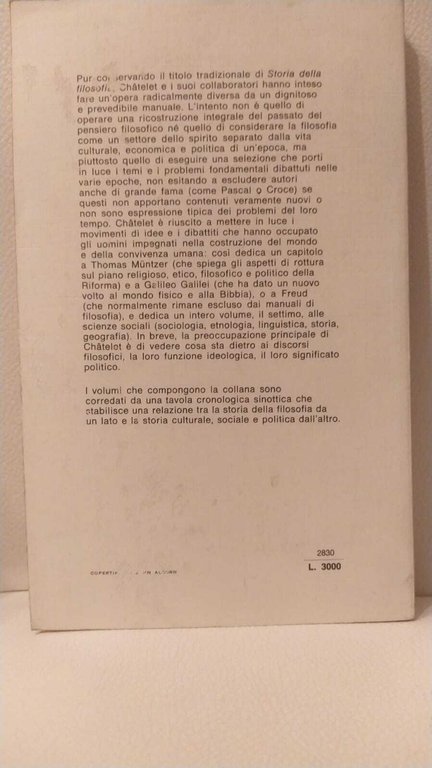 Pur conservando il titolo tradizionale di Storia della
filosofia, Châtelet e i suoi collaboratori hanno inteso
fare un'opera radicalmente diversa da un dignitoso
e prevedibile manuale. L'intento non è quello di
operare una ricostruzione integrale del passato del
pensiero filosofico né quello di considerare la filosofia
come un settore dello spirito separato dalla vita
culturale, economica e politica di un'epoca, ma
piuttosto quello di eseguire una selezione che porti
in luce i temi e i problemi fondamentali dibattuti nelle
varie epoche, non esitando a escludere autori
anche di grande fama (come Pascal o Croce) se
questi non apportano contenuti veramente nuovi o
non sono espressione tipica dei problemi del loro
tempo. Châtelet è riuscito a mettere in luce i
movimenti di idee e i dibattiti che hanno occupato
gli uomini impegnati nella costruzione del mondo
e della convivenza umana: così dedica un capitolo
a Thomas Müntzer (che spiega gli aspetti di rottura
sul piano religioso, etico, filosofico e politico della
Riforma) e a Galileo Galilei (che ha dato un nuovo
volto al mondo fisico e alla Bibbia), o a Freud
(che normalmente rimane escluso dai manuali di
filosofia), e dedica un intero volume, il settimo, alle
scienze sociali (sociologia, etnologia, linguistica, storia,
geografia). In breve, la preoccupazione principale di
Châtelet è di vedere cosa sta dietro ai discorsi
filosofici, la loro funzione ideologica, il loro significato
politico.
I volumi che compongono la collana sono
corredati da una tavola cronologica sinottica che
stabilisce una relazione tra la storia della filosofia da
un lato e la storia culturale, sociale e politica dall'altro.
2830
L. 3000